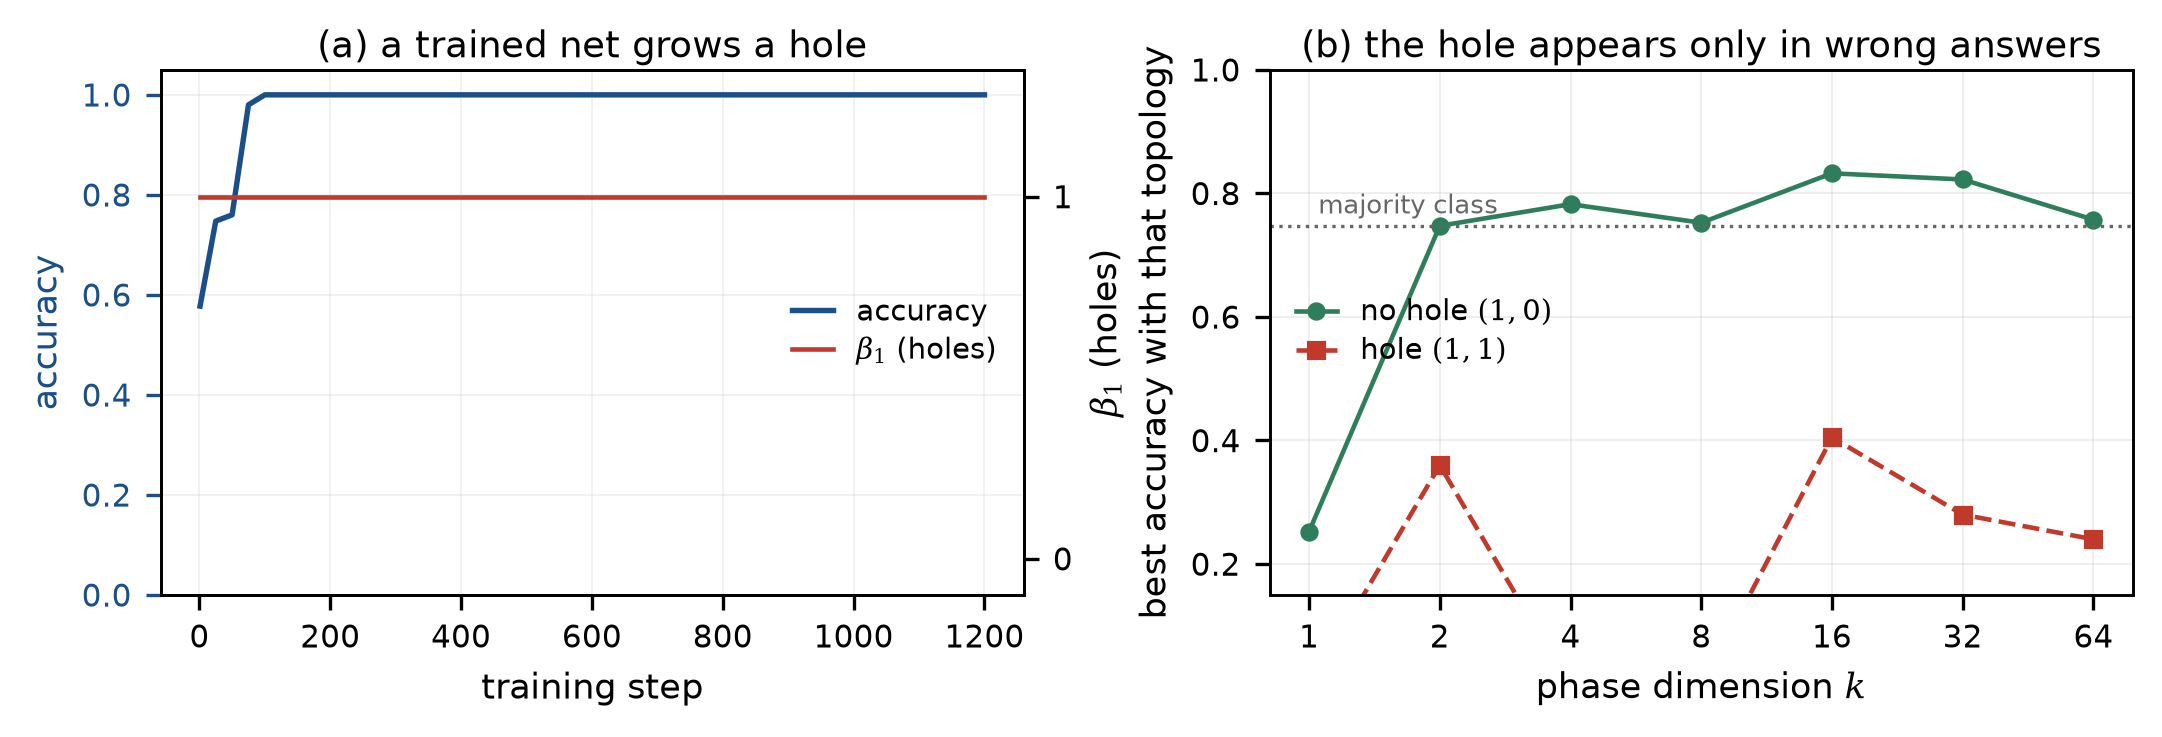 (a) a trained net grows a hole
accuracy
1.0
0.8
0.6
0.4
0.2
0.0
accuracy
β₁ (holes)
1
0
β₁ (holes)
0 200 400 600 800 1000 1200
training step
(b) the hole appears only in wrong answers
best accuracy with that topology
1.0
0.8
0.6
0.4
0.2
majority class
no hole (1, 0)
hole (1, 1)
1 2 4 8 16 32 64
phase dimension k